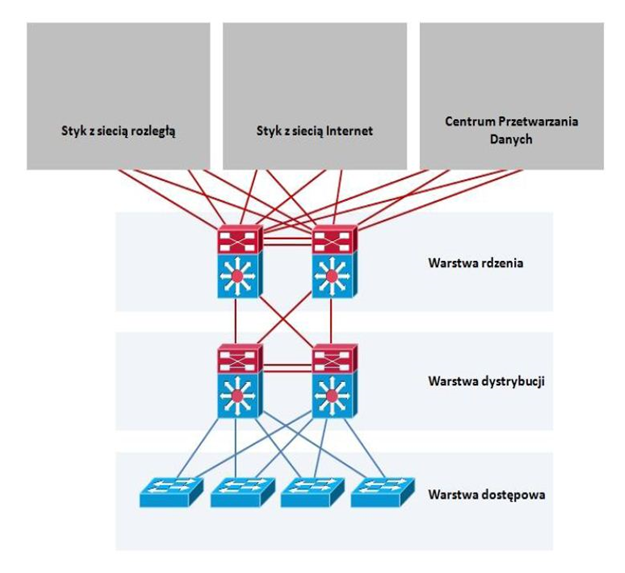 Styk z siecią rozległą
Styk z siecią Internet
Centrum Przetwarzania
Danych
Warstwa rdzenia
Warstwa dystrybucji
Warstwa dostępowa